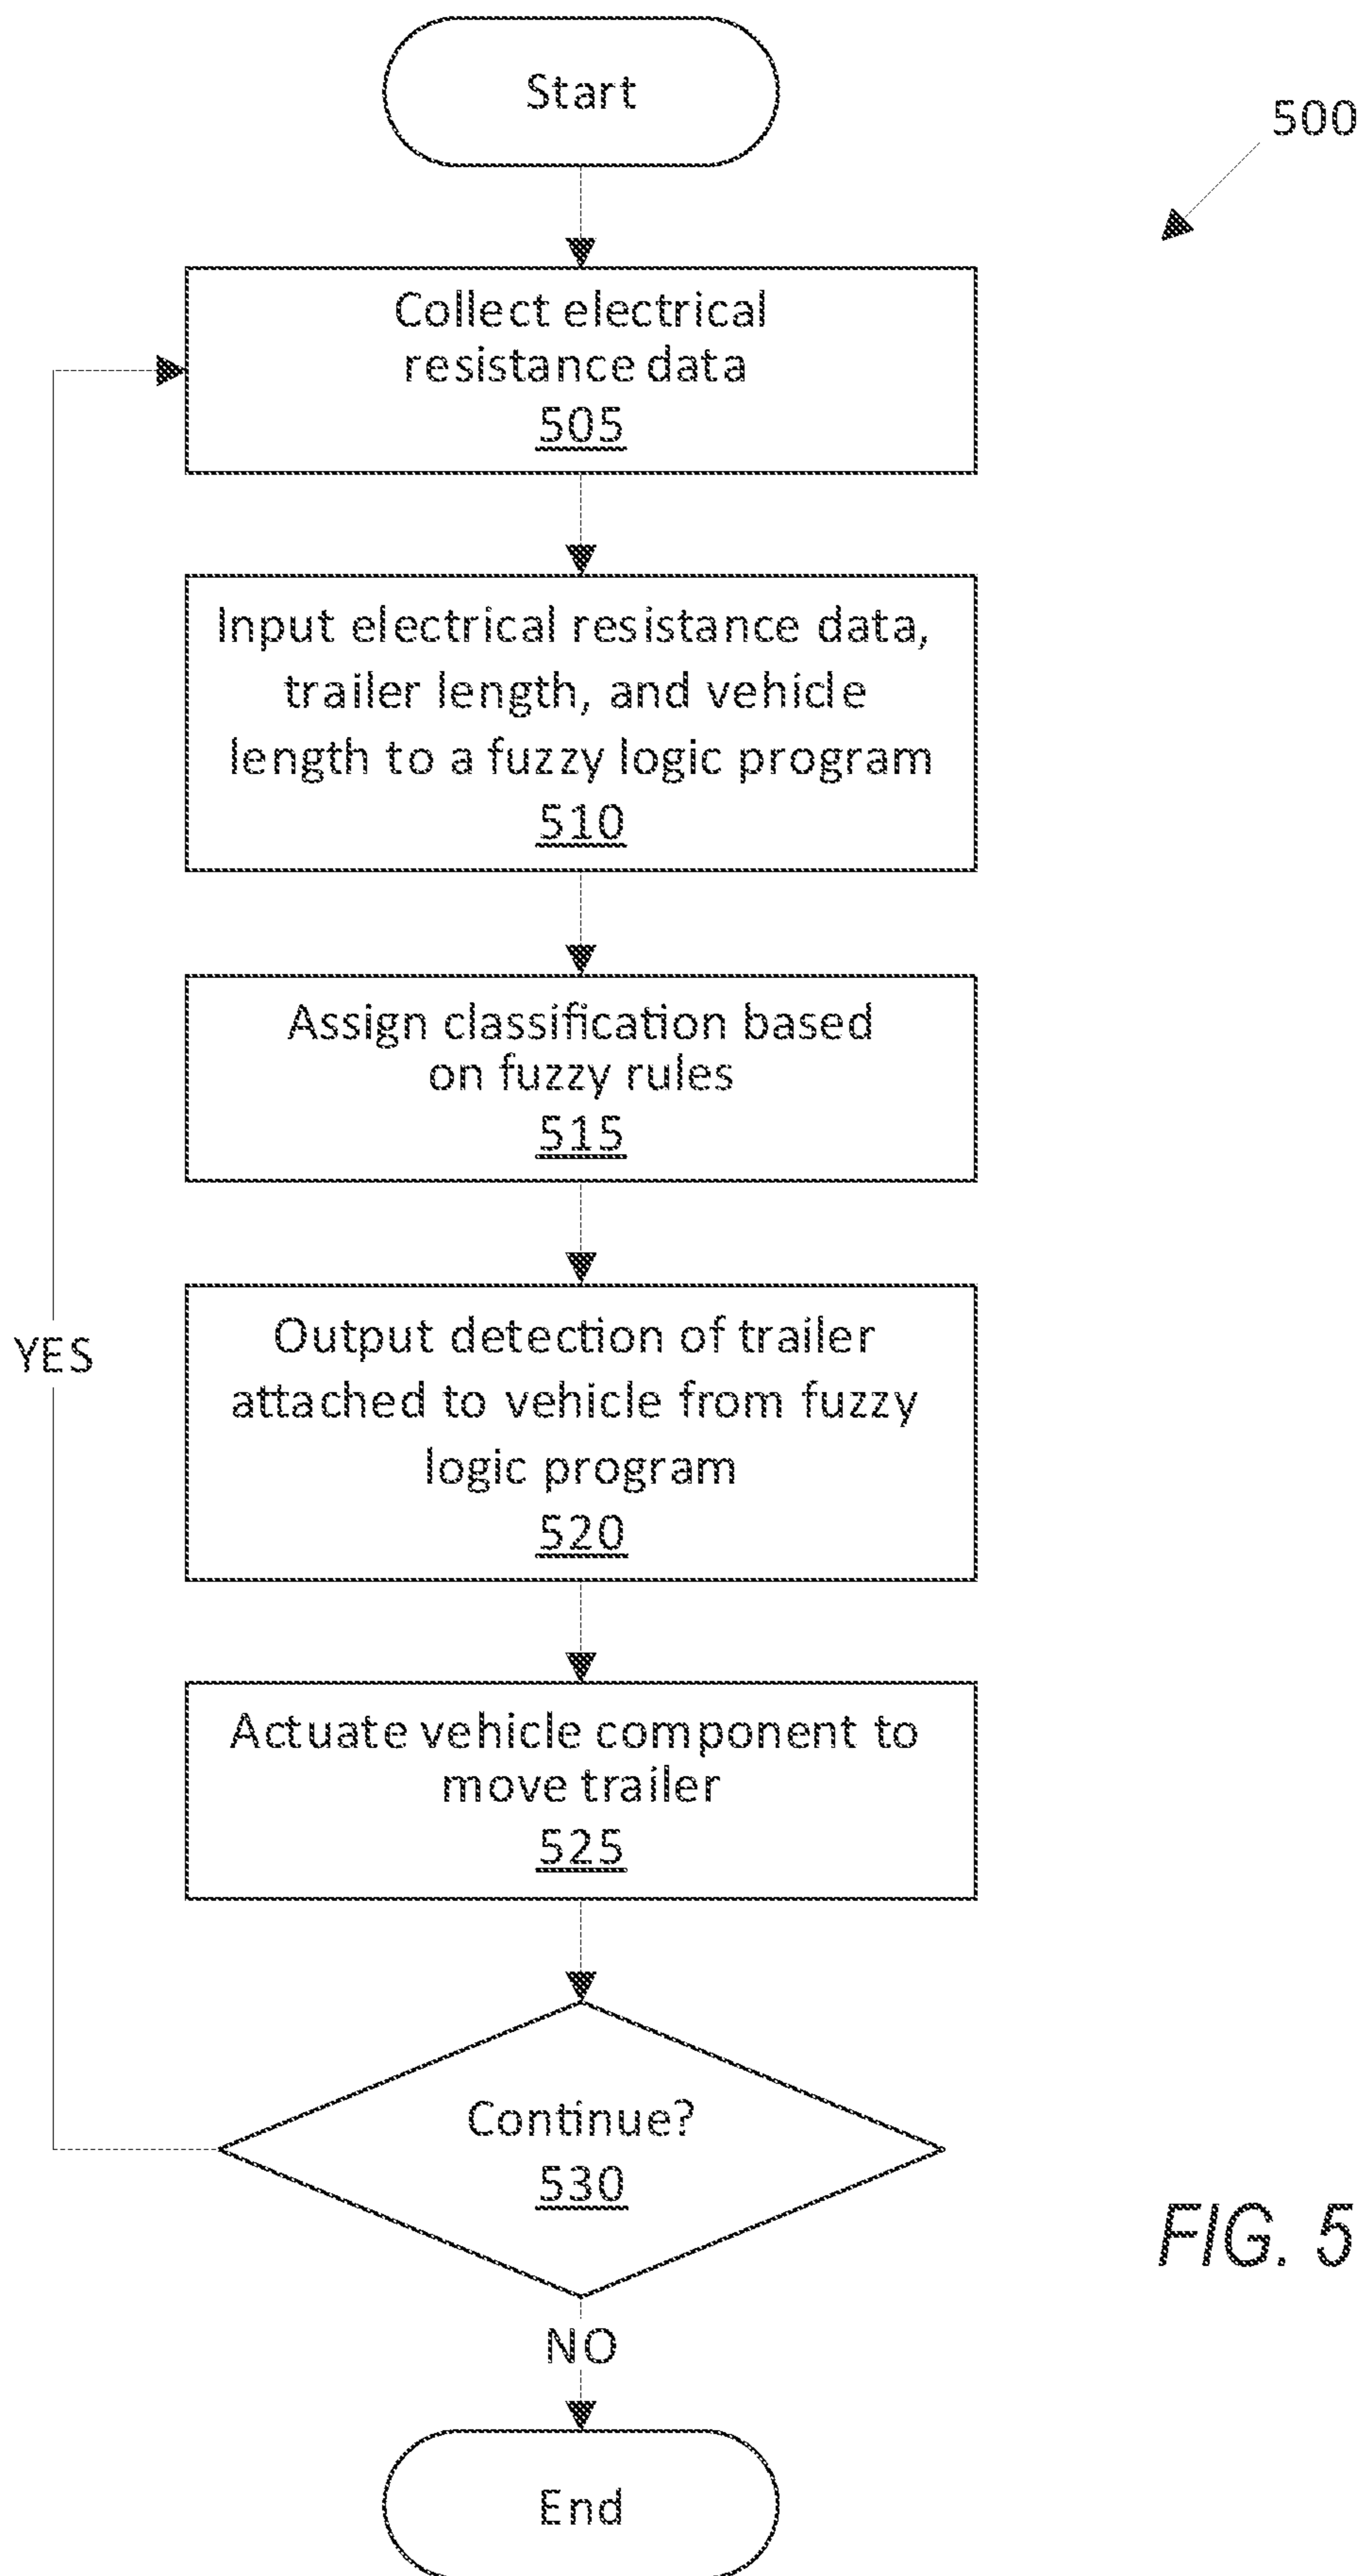 Start
500
Collect electrical
resistance data
505
Input electrical resistance data,
trailer length, and vehicle
length to a fuzzy logic program
510
Assign classification based
on fuzzy rules
515
Output detection of trailer
attached to vehicle from fuzzy
logic program
520
YES
Actuate vehicle component to
move trailer
525
Continue?
530
FIG. 5
NO
End